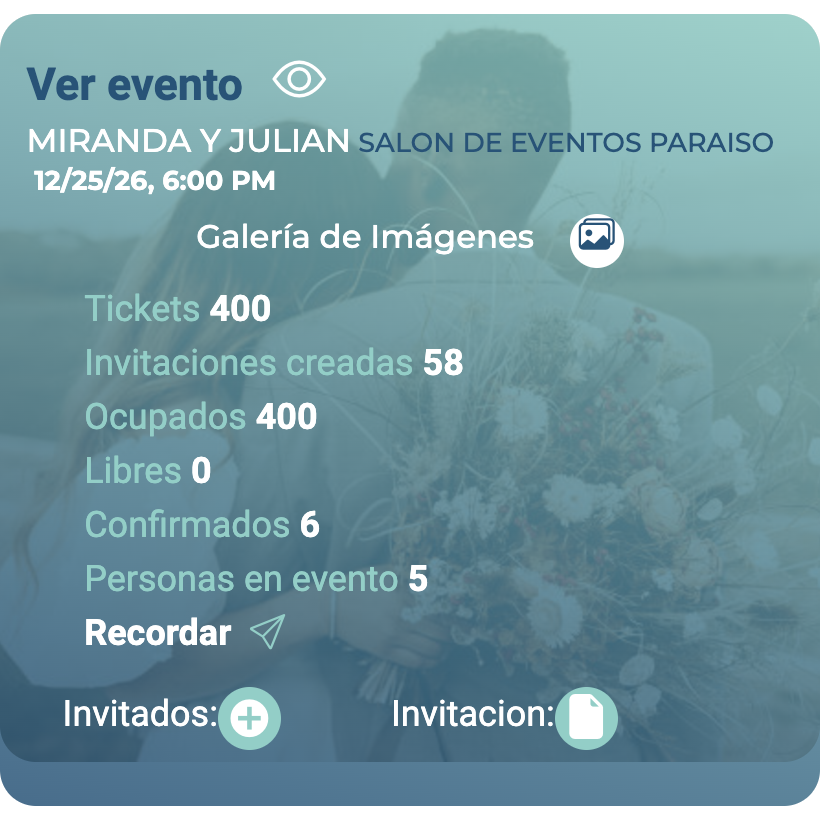 Ver evento
MIRANDA Y JULIAN SALON DE EVENTOS PARAISO
12/25/26, 6:00 PM
Galería de Imágenes
Tickets 400
Invitaciones creadas 58
Ocupados 400
Libres 0
Confirmados 6
Personas en evento 5
Recordar
Invitados: Invitacion: